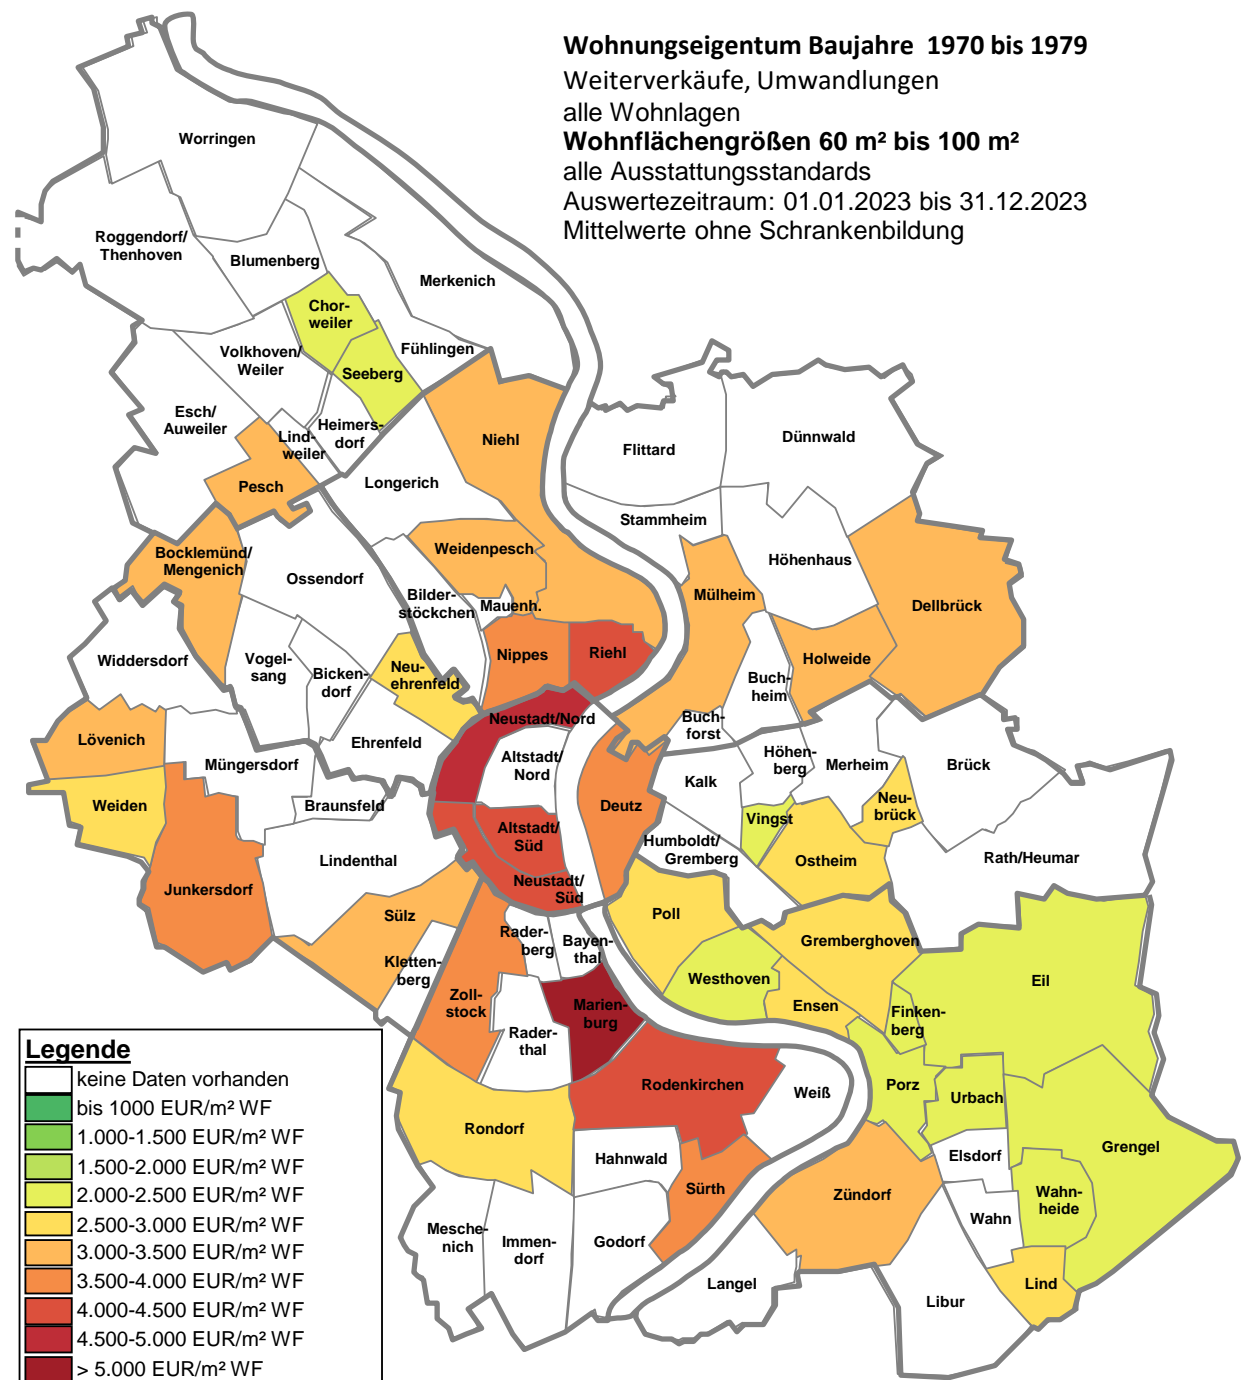 Wohnungseigentum Baujahre  1970 bis 1979
Weiterverkäufe, Umwandlungen
alle Wohnlagen
Wohnflächengrößen 60 m² bis 100 m²
alle Ausstattungsstandards
Auswertezeitraum: 01.01.2023 bis 31.12.2023
Mittelwerte ohne Schrankenbildung
Worringen
Roggendorf/
Thenhoven
Blumenberg
Merkenich
Chor-
weiler
Fühlingen
Volkhoven/
Weiler
Seeberg
Esch/
Auweiler
Lind-
weiler
Heimers-
dorf
Niehl
Pesch
Longerich
Flittard
Dünnwald
Stammheim
Höhenhaus
Bocklemünd/
Mengenich
Ossendorf
Weidenpesch
Bilder-
stöckchen
Mauenh.
Mülheim
Dellbrück
Widdersdorf
Vogel-
sang
Bicken-
dorf
Neu-
ehrenfeld
Nippes
Riehl
Buch-
heim
Holweide
Lövenich
Müngersdorf
Ehrenfeld
Neustadt/Nord
Altstadt/
Nord
Buch-
forst
Höhen-
berg
Merheim
Brück
Weiden
Braunsfeld
Deutz
Kalk
Vingst
Neu-
brück
Junkersdorf
Lindenthal
Altstadt/
Süd
Humboldt/
Gremberg
Ostheim
Rath/Heumar
Neustadt/
Süd
Sülz
Poll
Gremberghoven
Kletten-
berg
Rader-
berg
Bayen-
thal
Westhoven
Eil
Zoll-
stock
Marien-
burg
Ensen
Finken-
berg
Rader-
thal
Rodenkirchen
Weiß
Porz
Urbach
Rondorf
Hahnwald
Sürth
Elsdorf
Grengel
Zündorf
Wahn-
heide
Wahn
Mesche-
nich
Immen-
dorf
Godorf
Langel
Libur
Lind
Legende
keine Daten vorhanden
bis 1000 EUR/m² WF
1.000-1.500 EUR/m² WF
1.500-2.000 EUR/m² WF
2.000-2.500 EUR/m² WF
2.500-3.000 EUR/m² WF
3.000-3.500 EUR/m² WF
3.500-4.000 EUR/m² WF
4.000-4.500 EUR/m² WF
4.500-5.000 EUR/m² WF
> 5.000 EUR/m² WF